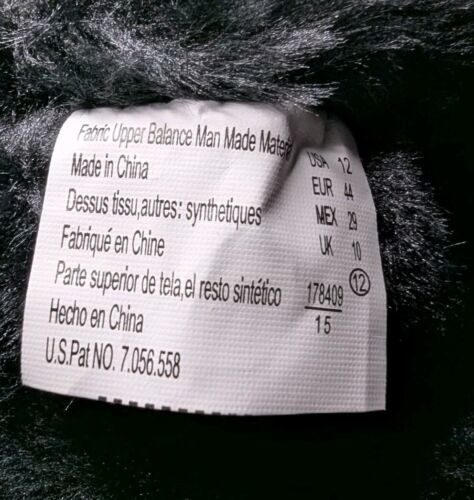 Fabric Upper Balance Man Made Material
Made in China
Dessus tissu,autres: synthetiques
Fabriqué en Chine
Parte superior de tela,el resto sintético
Hecho en China
U.S.Pat NO. 7.056.558
USA 12
EUR 44
MEX 29
UK 10
12
178409
15